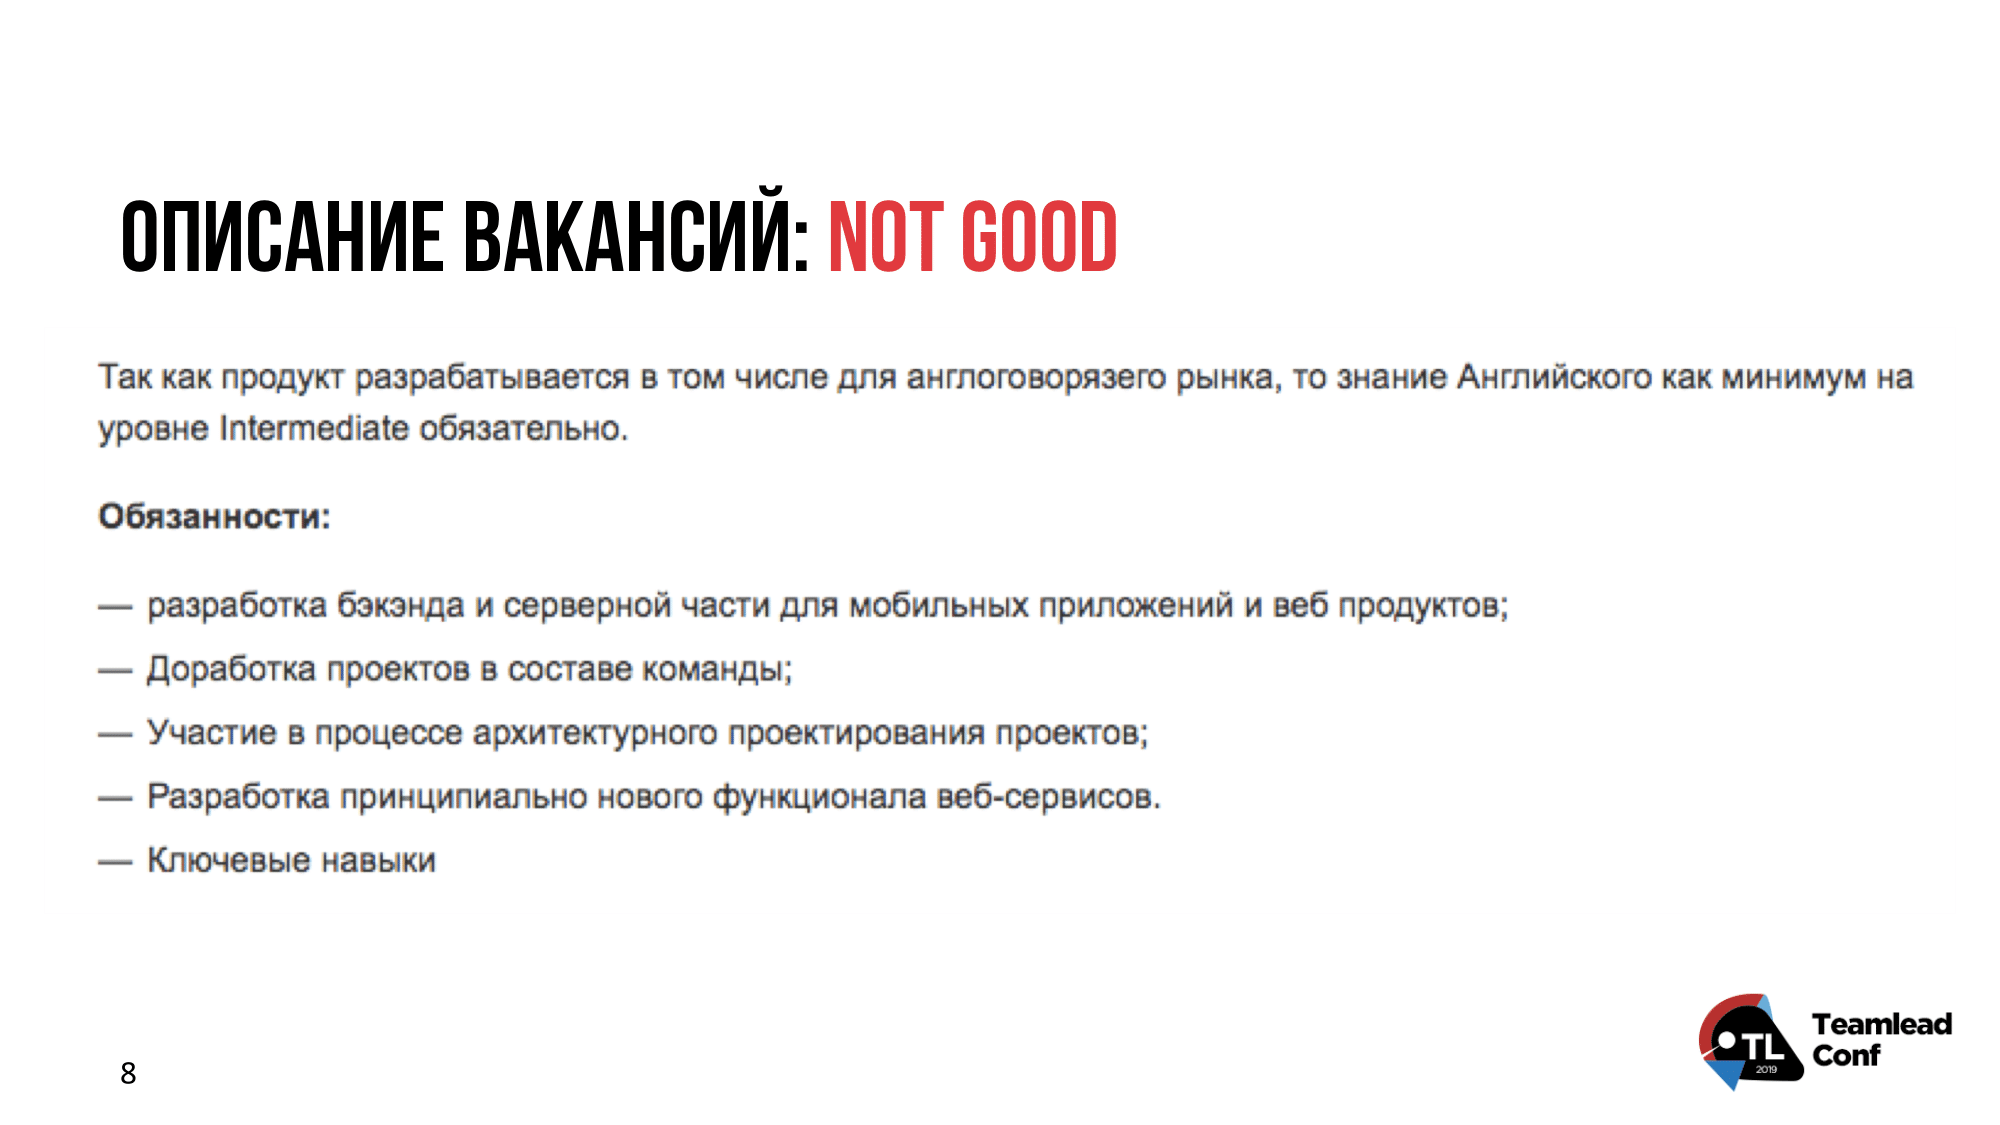 ОПИСАНИЕ ВАКАНСИЙ: NOT GOOD
Так как продукт разрабатывается в том числе для англоговорязего рынка, то знание Английского как минимум на
уровне Intermediate обязательно.
Обязанности:
— разработка бэкэнда и серверной части для мобильных приложений и веб продуктов;
— Доработка проектов в составе команды;
— Участие в процессе архитектурного проектирования проектов;
— Разработка принципиально нового функционала веб-сервисов.
— Ключевые навыки
TL
2019
Teamlead
Conf
8